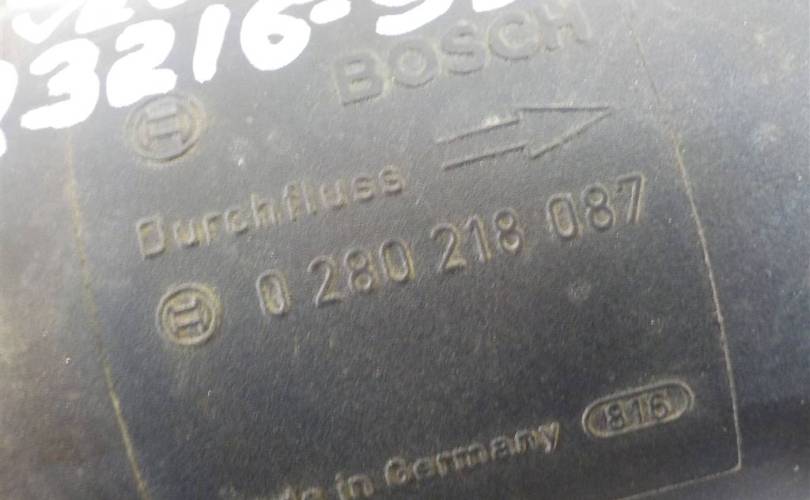 3216-
BOSCH
Durchfluss
0 280 218 087
in Germany 816